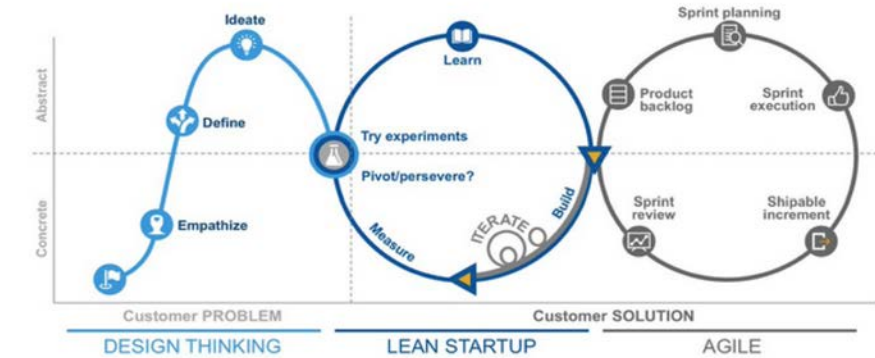 Sprint planning
Ideate
Learn
Product
backlog
Sprint
execution
Abstract
Define
Try experiments
Pivot/persevere?
Concrete
Empathize
Measure
ITERATE
Build
Sprint
review
Shipable
increment
Customer PROBLEM
Customer SOLUTION
DESIGN THINKING
LEAN STARTUP
AGILE